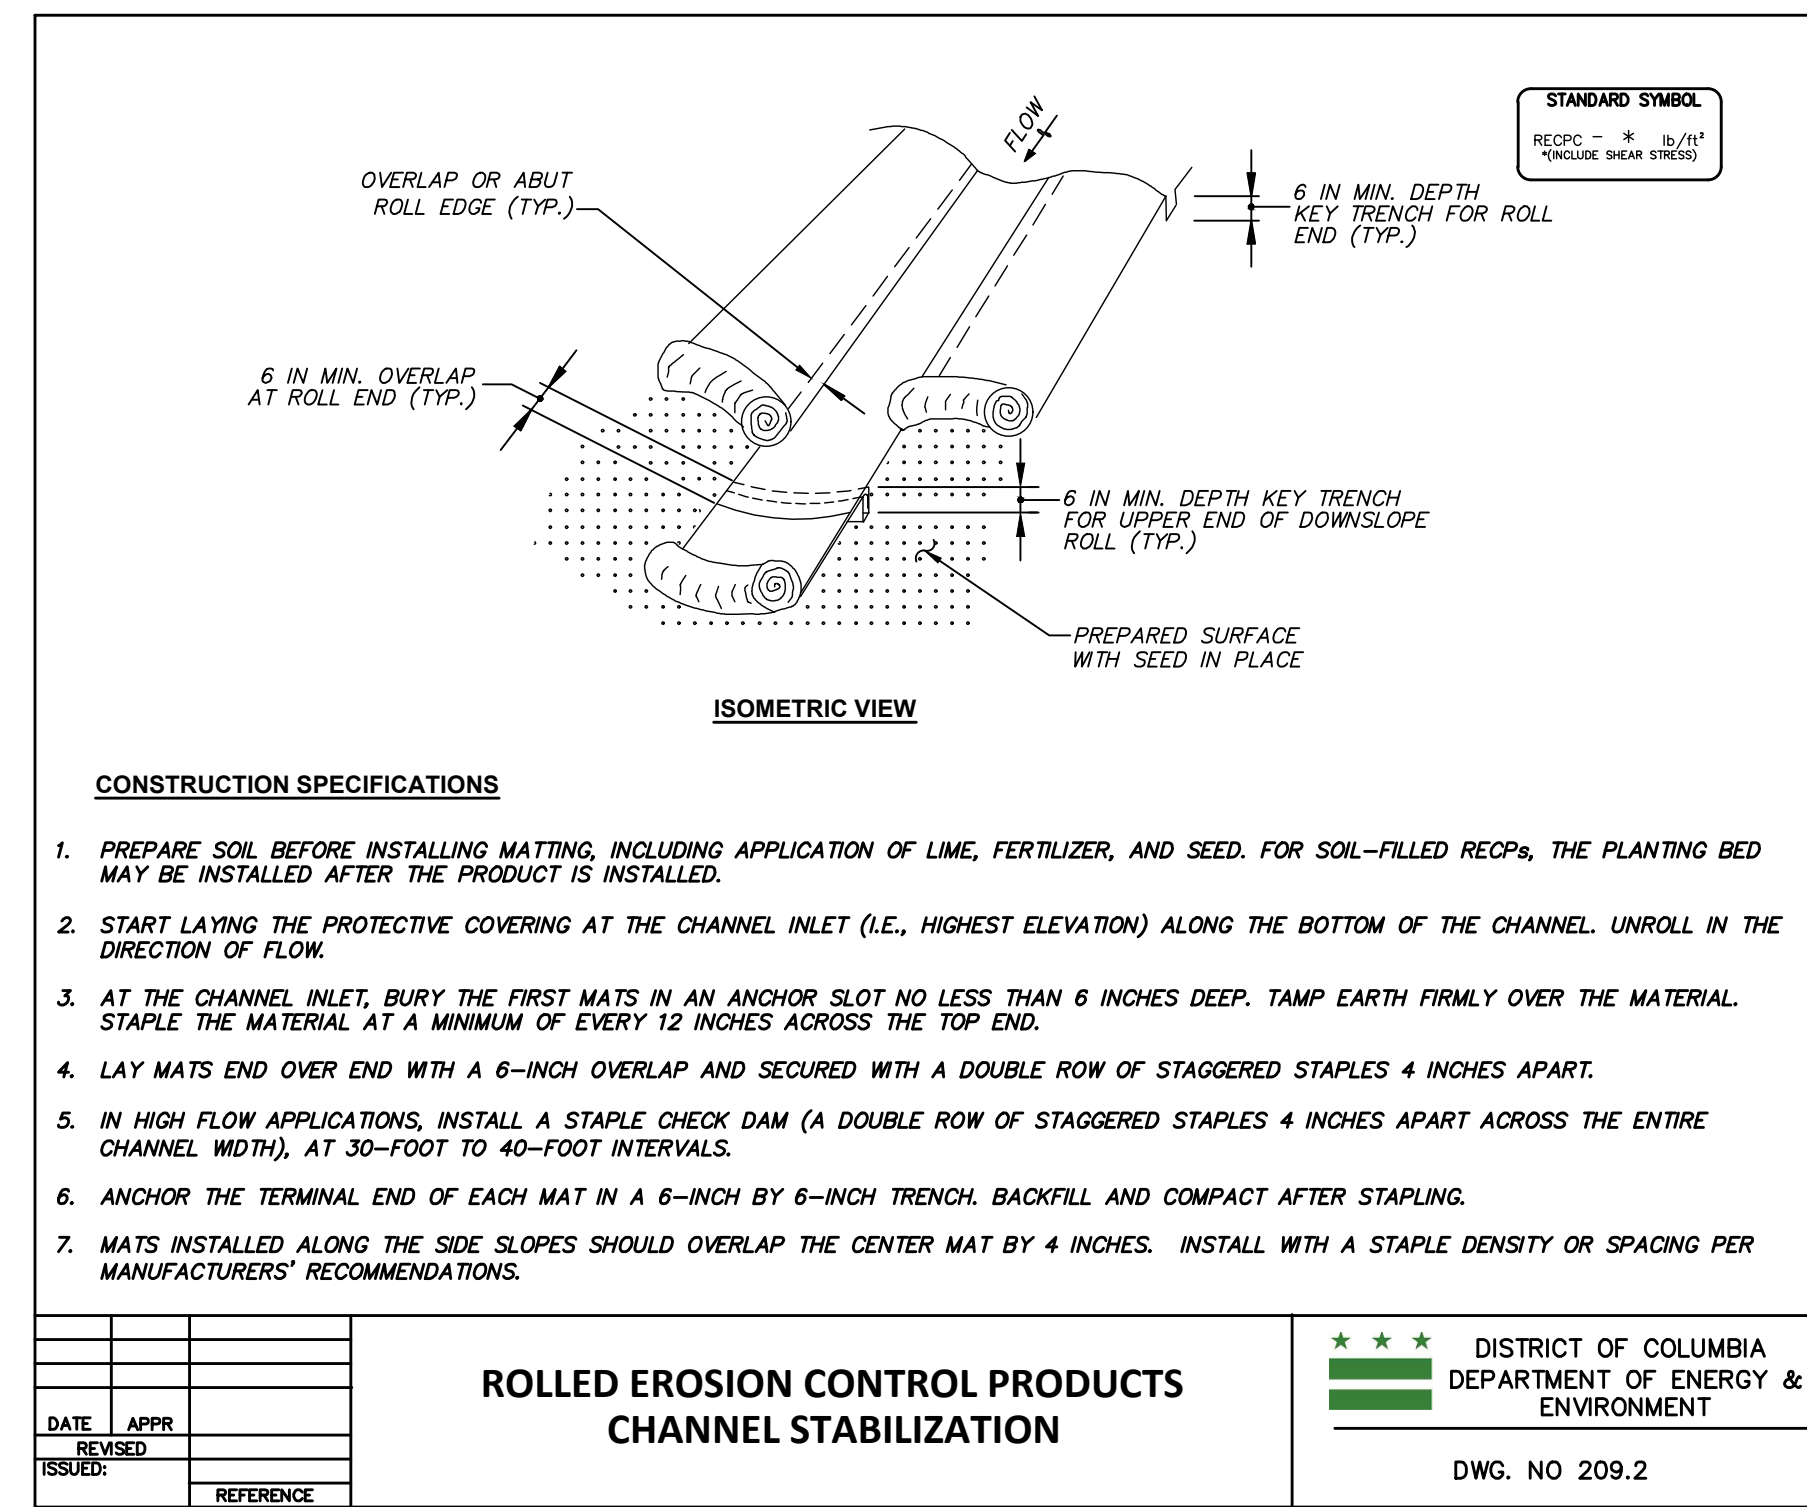 FLOW
STANDARD SYMBOL
RECPC - * lb/ft²
*(INCLUDE SHEAR STRESS)
OVERLAP OR ABUT
ROLL EDGE (TYP.)
6 IN MIN. DEPTH
KEY TRENCH FOR ROLL
END (TYP.)
6 IN MIN. OVERLAP
AT ROLL END (TYP.)
6 IN MIN. DEPTH KEY TRENCH
FOR UPPER END OF DOWNSLOPE
ROLL (TYP.)
PREPARED SURFACE
WITH SEED IN PLACE
ISOMETRIC VIEW
CONSTRUCTION SPECIFICATIONS
1. PREPARE SOIL BEFORE INSTALLING MATTING, INCLUDING APPLICATION OF LIME, FERTILIZER, AND SEED. FOR SOIL-FILLED RECPs, THE PLANTING BED
MAY BE INSTALLED AFTER THE PRODUCT IS INSTALLED.
2. START LAYING THE PROTECTIVE COVERING AT THE CHANNEL INLET (I.E., HIGHEST ELEVATION) ALONG THE BOTTOM OF THE CHANNEL. UNROLL IN THE
DIRECTION OF FLOW.
3. AT THE CHANNEL INLET, BURY THE FIRST MATS IN AN ANCHOR SLOT NO LESS THAN 6 INCHES DEEP. TAMP EARTH FIRMLY OVER THE MATERIAL.
STAPLE THE MATERIAL AT A MINIMUM OF EVERY 12 INCHES ACROSS THE TOP END.
4. LAY MATS END OVER END WITH A 6-INCH OVERLAP AND SECURED WITH A DOUBLE ROW OF STAGGERED STAPLES 4 INCHES APART.
5. IN HIGH FLOW APPLICATIONS, INSTALL A STAPLE CHECK DAM (A DOUBLE ROW OF STAGGERED STAPLES 4 INCHES APART ACROSS THE ENTIRE
CHANNEL WIDTH), AT 30-FOOT TO 40-FOOT INTERVALS.
6. ANCHOR THE TERMINAL END OF EACH MAT IN A 6-INCH BY 6-INCH TRENCH. BACKFILL AND COMPACT AFTER STAPLING.
7. MATS INSTALLED ALONG THE SIDE SLOPES SHOULD OVERLAP THE CENTER MAT BY 4 INCHES. INSTALL WITH A STAPLE DENSITY OR SPACING PER
MANUFACTURERS' RECOMMENDATIONS.
DATE APPR
REVISED
ISSUED:
REFERENCE
ROLLED EROSION CONTROL PRODUCTS
CHANNEL STABILIZATION
DISTRICT OF COLUMBIA
DEPARTMENT OF ENERGY &
ENVIRONMENT
DWG. NO 209.2